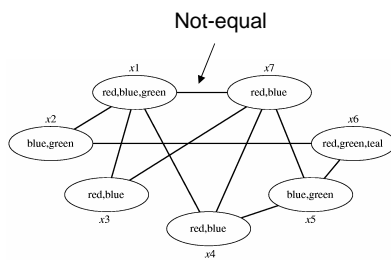 Not-equal
x1
x7
red,blue,green
red,blue
x2
x6
blue,green
red,green,teal
red,blue
blue,green
x3
x5
red,blue
x4